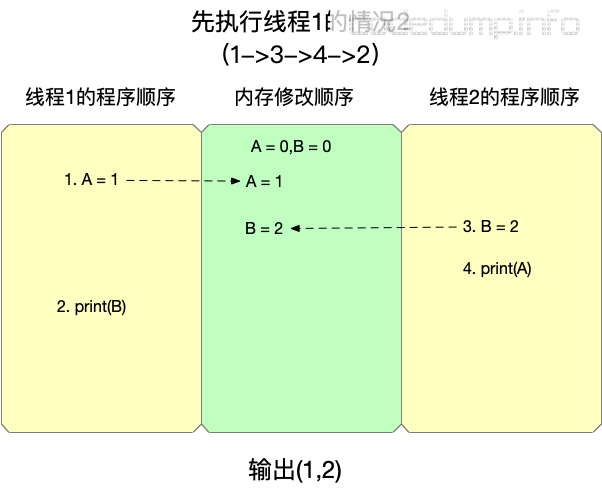 先执行线程1的情况2
codedump.info
(1->3->4->2)
线程1的程序顺序
内存修改顺序
线程2的程序顺序
A = 0,B = 0
1. A = 1
A = 1
B = 2
3. B = 2
4. print(A)
2. print(B)
输出(1,2)